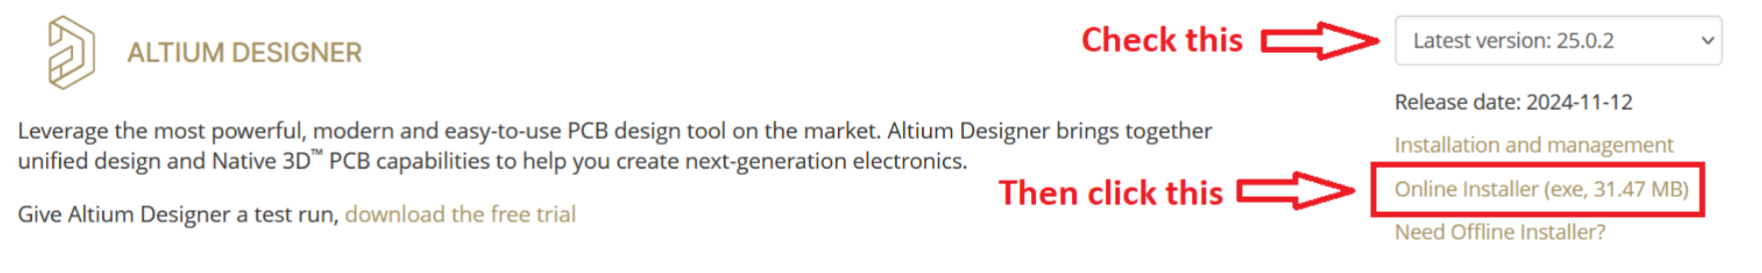 ALTIUM DESIGNER
Check this
Latest version: 25.0.2
Release date: 2024-11-12
Leverage the most powerful, modern and easy-to-use PCB design tool on the market. Altium Designer brings together
unified design and Native 3D™ PCB capabilities to help you create next-generation electronics.
Installation and management
Then click this
Online Installer (exe, 31.47 MB)
Give Altium Designer a test run, download the free trial
Need Offline Installer?